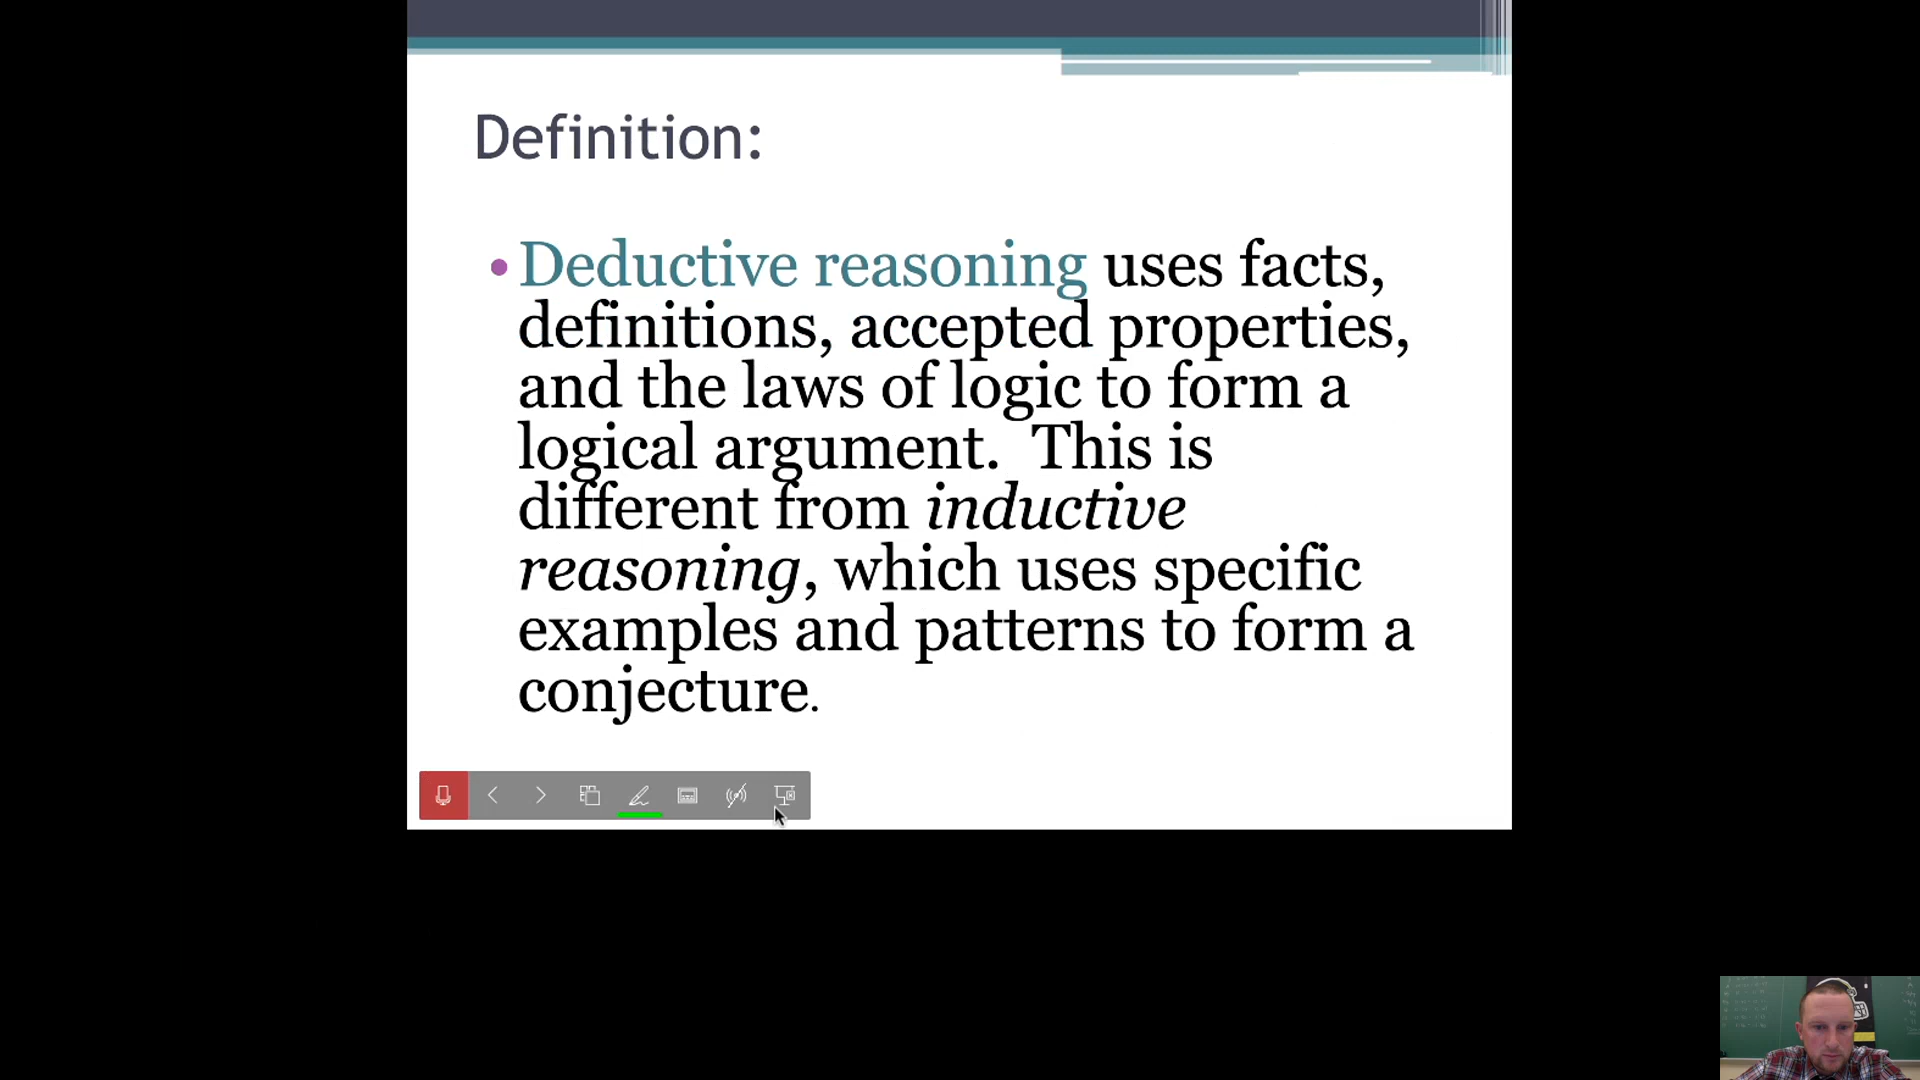 Definition:
•Deductive reasoning uses facts,
definitions, accepted properties,
and the laws of logic to form a
logical argument.  This is
different from inductive
reasoning, which uses specific
examples and patterns to form a
conjecture.